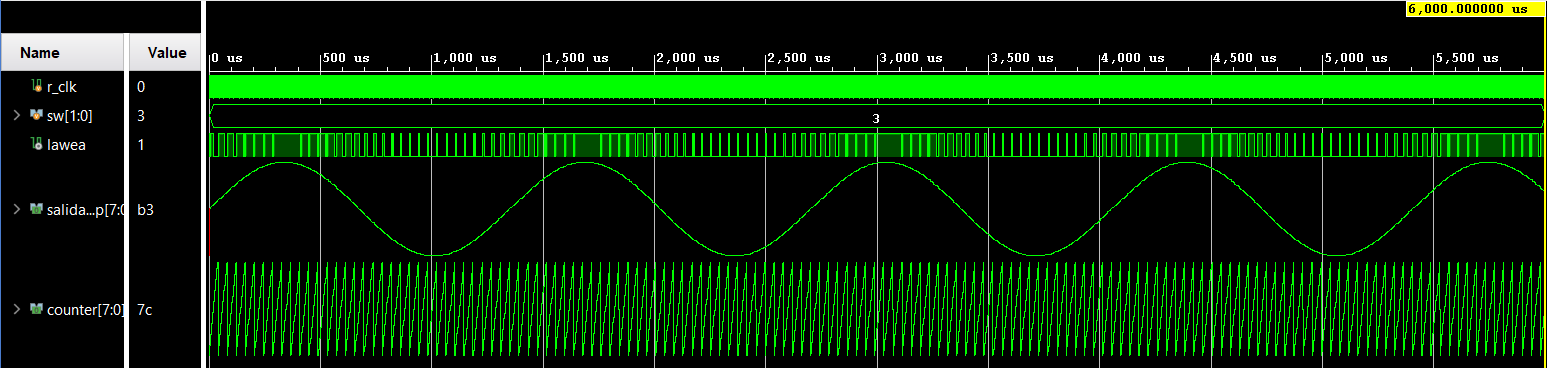 6,000.000000 us
Name Value
0 us 500 us 1,000 us 1,500 us 2,000 us 2,500 us 3,000 us 3,500 us 4,000 us 4,500 us 5,000 us 5,500 us
r_clk 0
sw[1:0] 3 3
lawea 1
salida...p[7:0 b3
counter[7:0] 7c